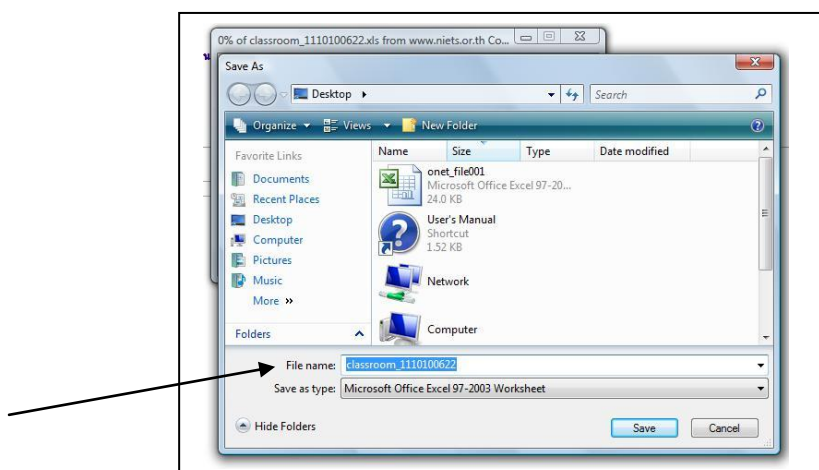 0% of classroom_1110100622.xls from www.niets.or.th Co...
Save As
Desktop
Search
Organize Views New Folder
Favorite Links
Documents
Recent Places
Desktop
Computer
Pictures
Music
More »
Folders
Name Size Type Date modified
onet_file001
Microsoft Office Excel 97-20...
24.0 KB
User's Manual
Shortcut
1.52 KB
Network
Computer
File name: classroom_1110100622
Save as type: Microsoft Office Excel 97-2003 Worksheet
Hide Folders
Save Cancel